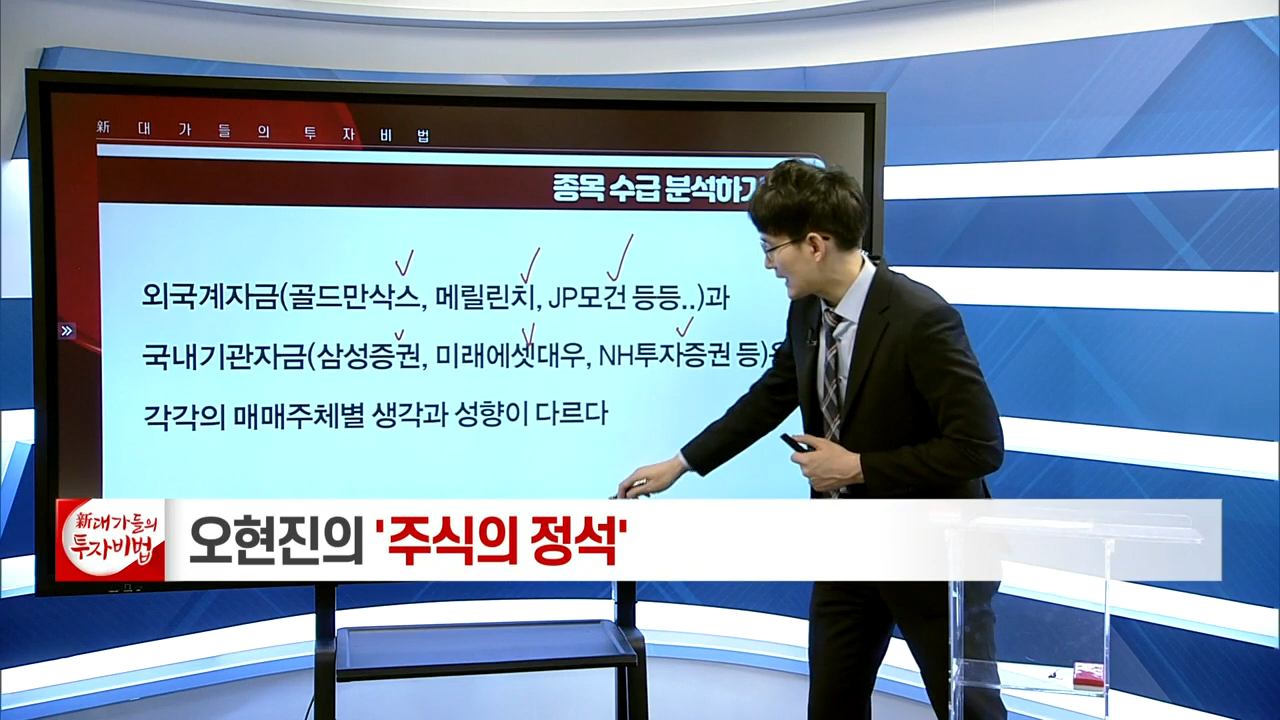 新 대가들의 투자비법
종목 수급 분석하기
외국계자금(골드만삭스, 메릴린치, JP모건 등등..)과
국내기관자금(삼성증권, 미래에셋대우, NH투자증권 등)은
각각의 매매주체별 생각과 성향이 다르다
新대가들의
투자비법
오현진의 '주식의 정석'